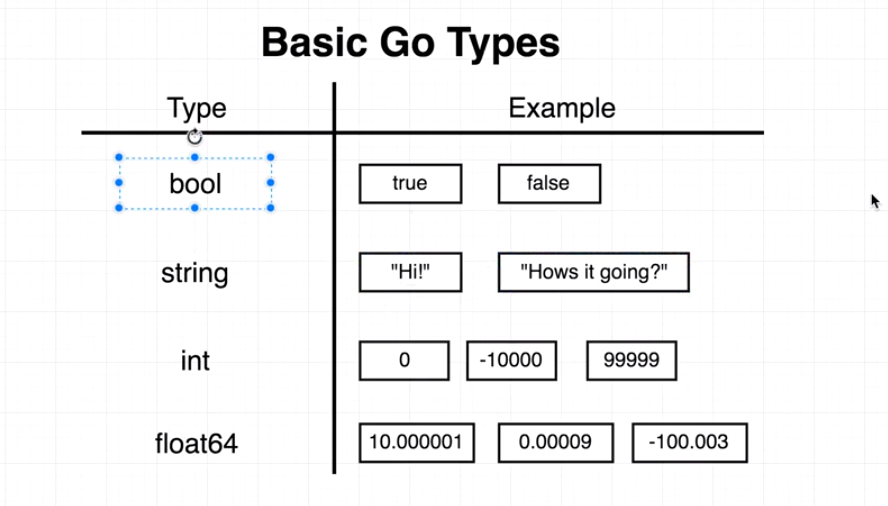 Basic Go Types
Type Example
bool true false
string "Hi!" "Hows it going?"
int 0 -10000 99999
float64 10.000001 0.00009 -100.003